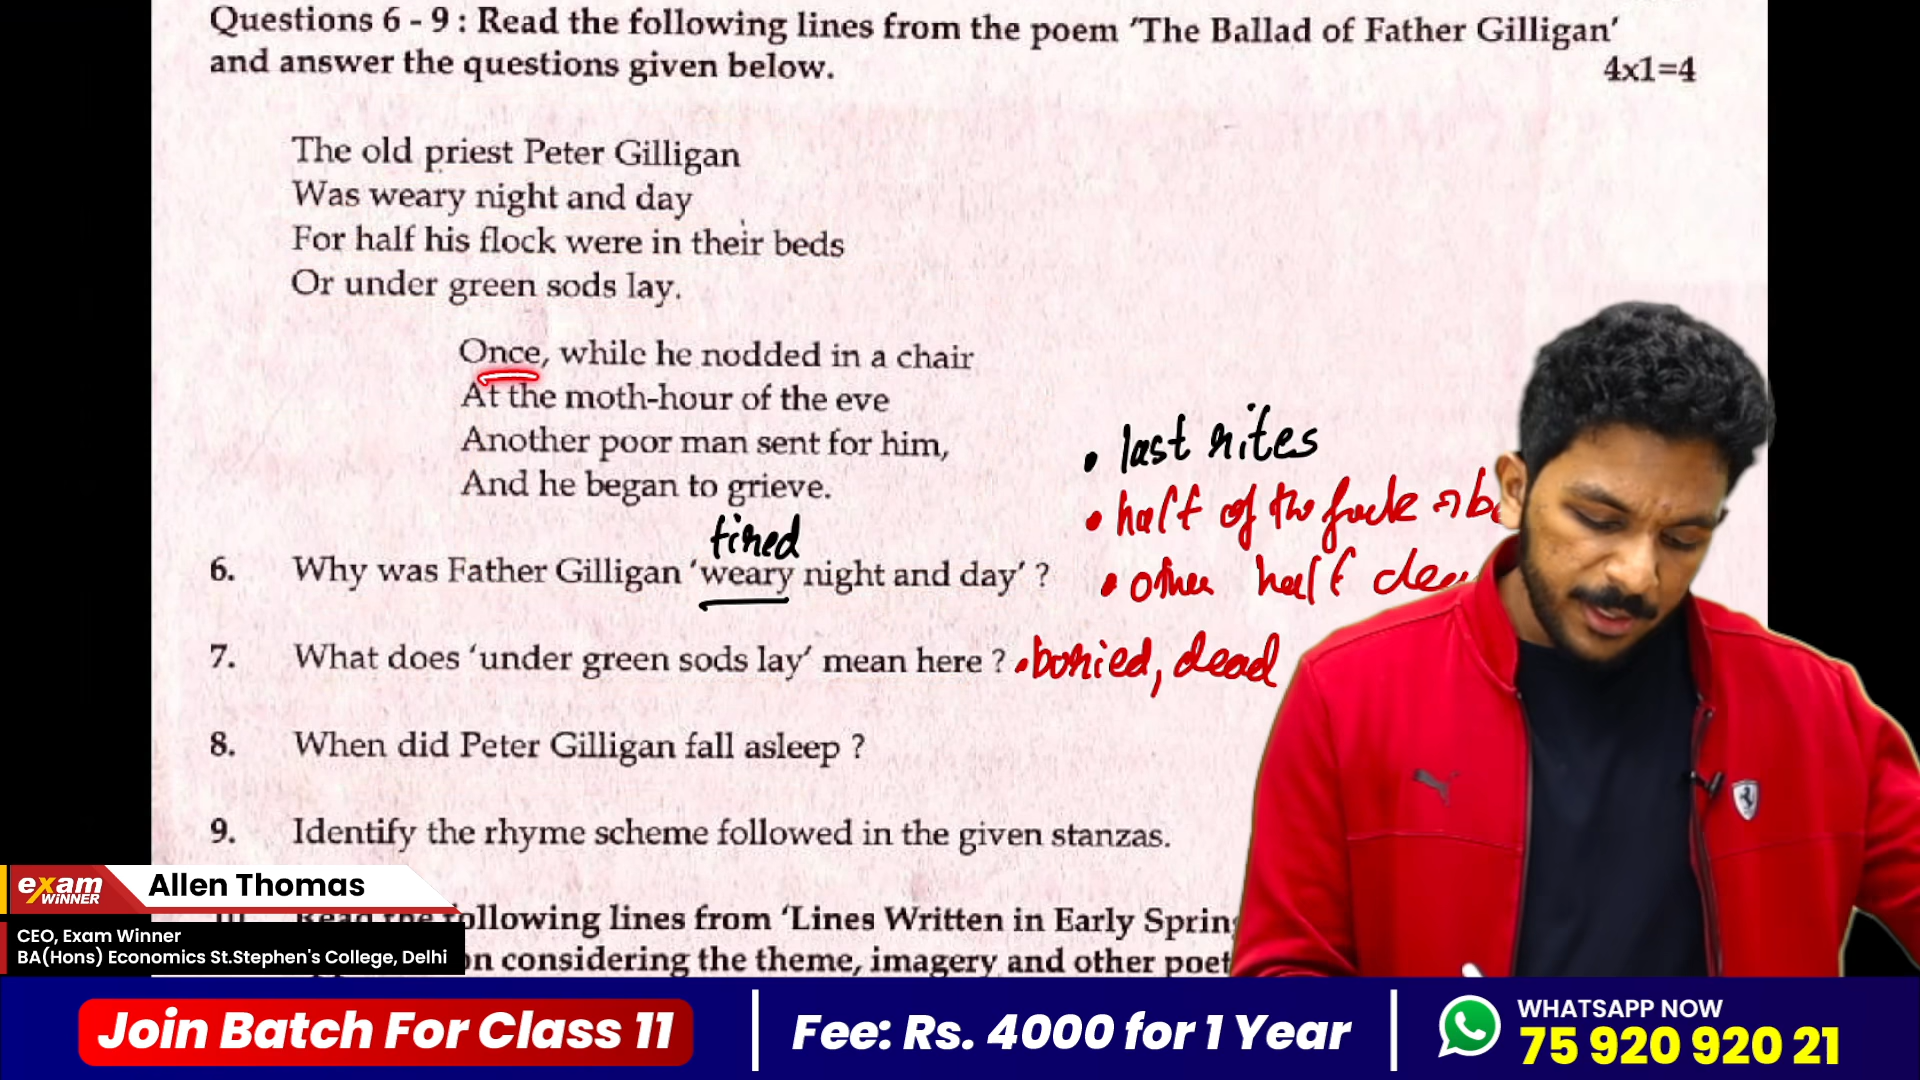 Questions 6 - 9 : Read the following lines from the poem ‘The Ballad of Father Gilligan’
and answer the questions given below. 4x1=4
The old priest Peter Gilligan
Was weary night and day
For half his flock were in their beds
Or under green sods lay.
Once, while he nodded in a chair
At the moth-hour of the eve
Another poor man sent for him,
And he began to grieve.
• last rites
• half of the
tired
6. Why was Father Gilligan ‘weary night and day’ ?
• other half
7. What does ‘under green sods lay’ mean here ? • buried, dead
8. When did Peter Gilligan fall asleep ?
9. Identify the rhyme scheme followed in the given stanzas.
following lines from ‘Lines Written in Early
on considering the theme, imagery and other
exam
WINNER
Allen Thomas
CEO, Exam Winner
BA(Hons) Economics St.Stephen's College, Delhi
Join Batch For Class 11
Fee: Rs. 4000 for 1 Year
WHATSAPP NOW
75 920 920 21